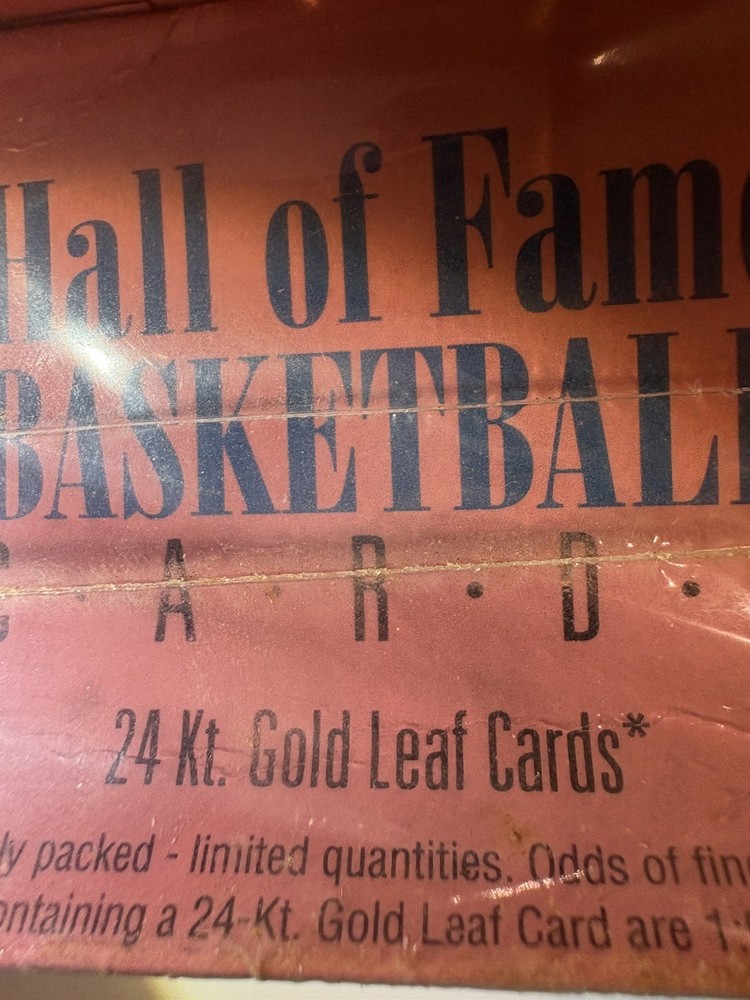 Hall of Fame
BASKETBALL
C · A · R · D ·
24 Kt. Gold Leaf Cards*
ly packed - limited quantities. Odds of fin
ontaining a 24-Kt. Gold Leaf Card are 1: